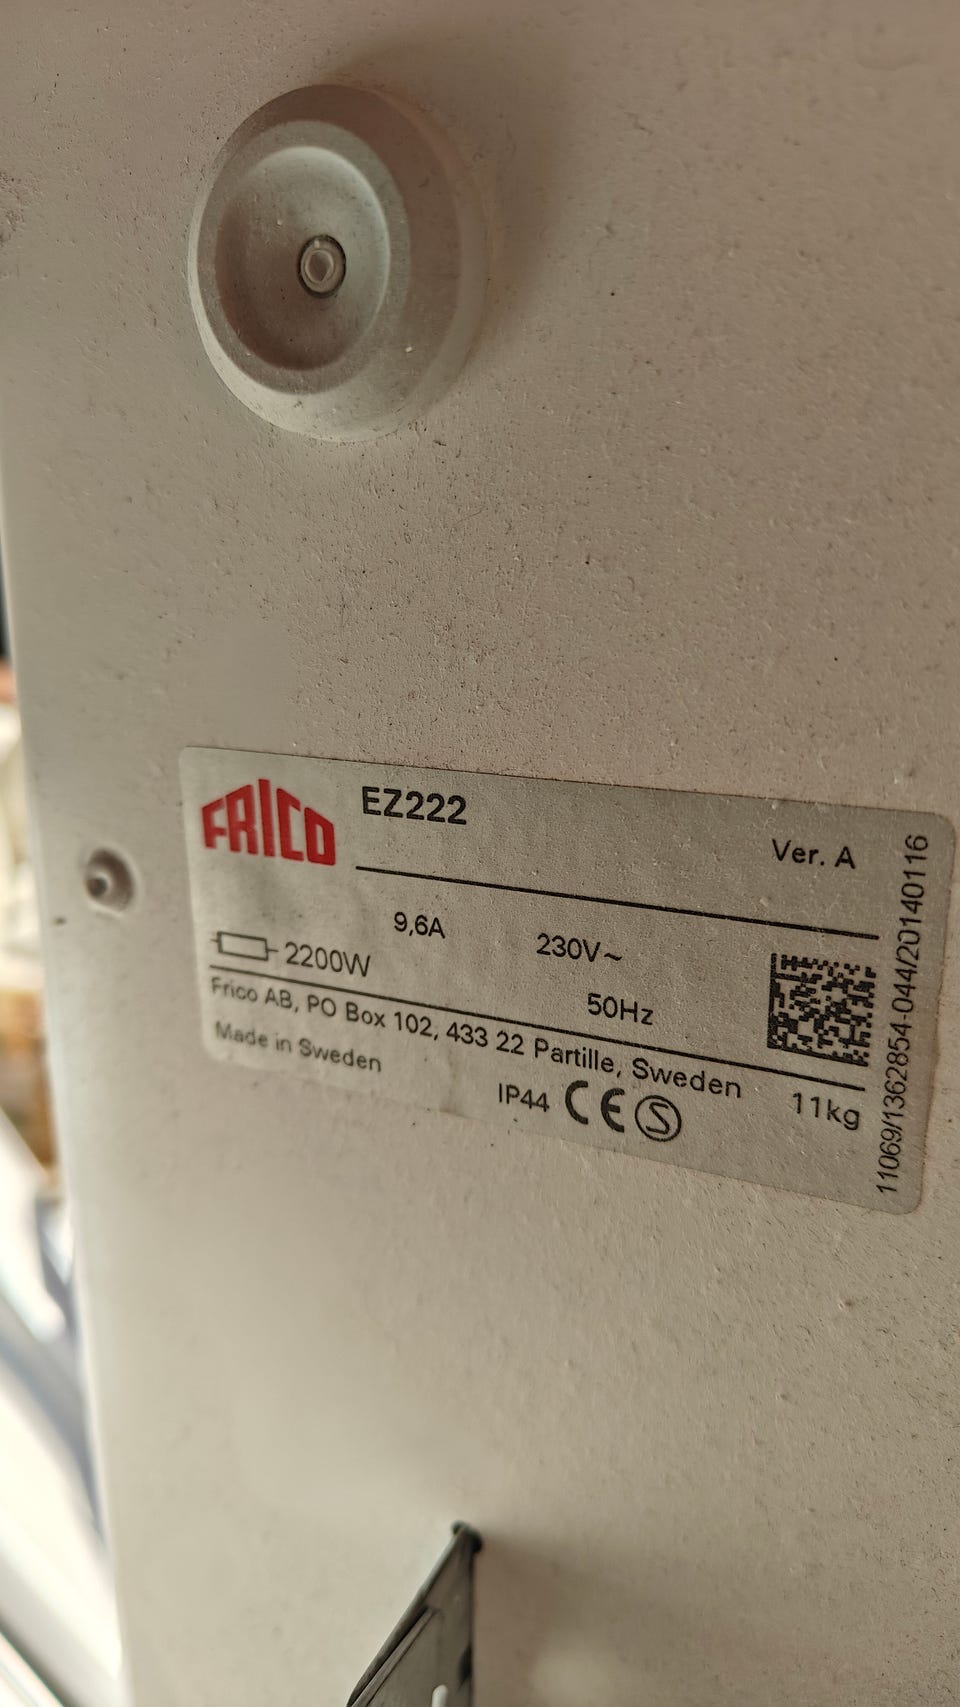 FRICO
EZ222
Ver. A
9,6A
230V~
2200W
50Hz
Frico AB, PO Box 102, 433 22 Partille, Sweden
Made in Sweden
IP44 CE S
11kg
11069/1362854-044/20140116